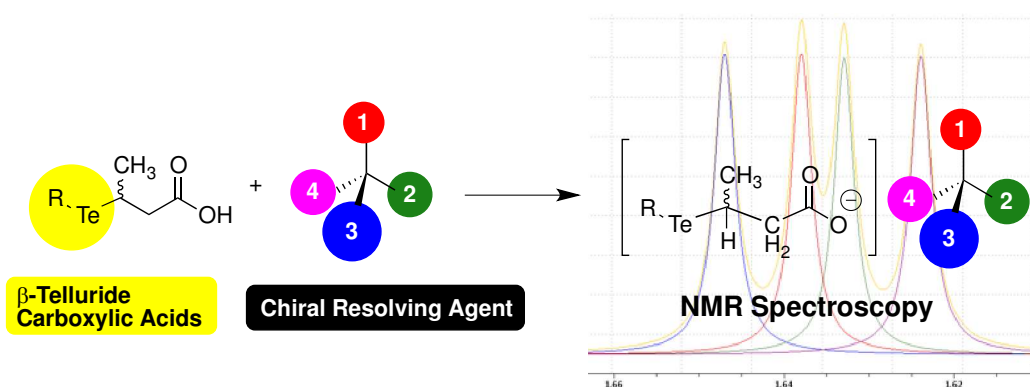 CH3
O
R
Te
OH
+
1
4
2
3
β-Telluride
Carboxylic Acids
Chiral Resolving Agent
CH3
O
R
Te
H
C
H2
O
−
1
4
2
3
NMR Spectroscopy
1.66
1.64
1.62